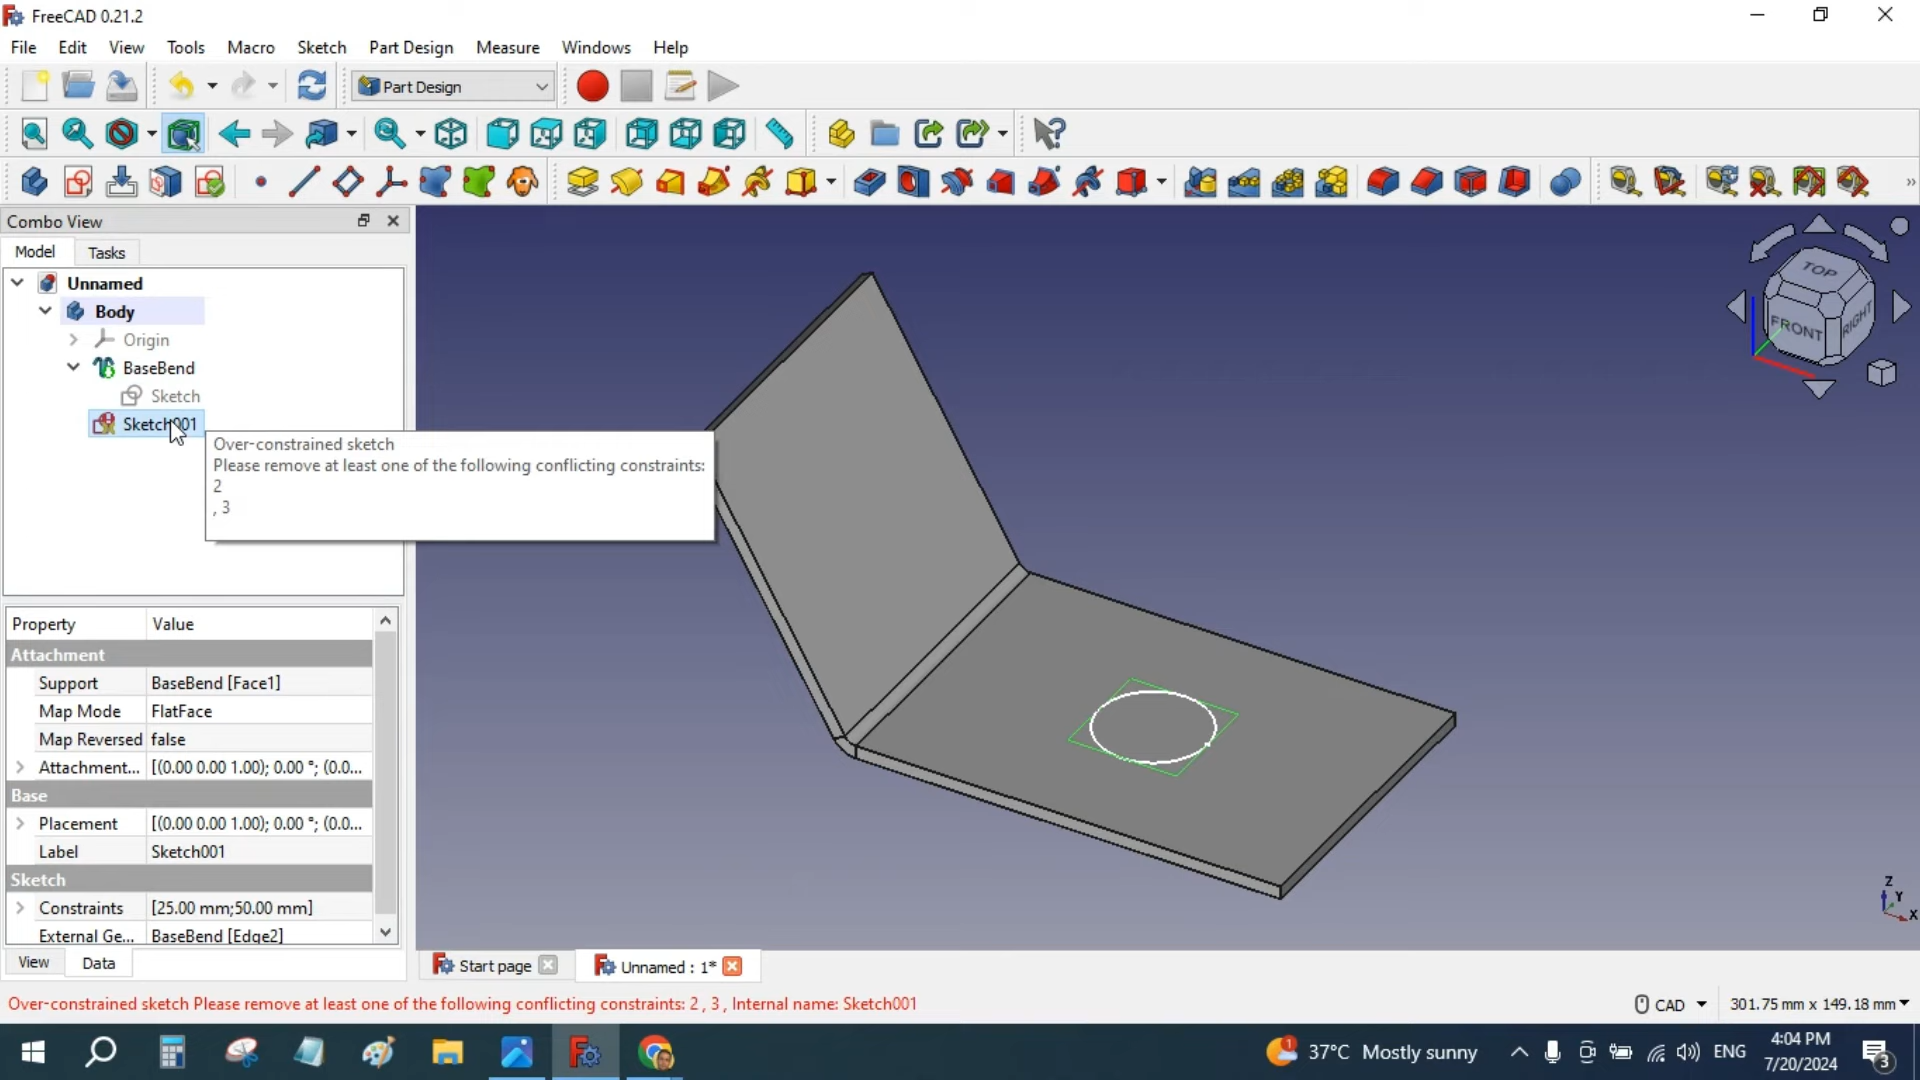 FreeCAD 0.21.2
File Edit View Tools Macro Sketch Part Design Measure Windows Help
Part Design
Combo View
Model Tasks
Unnamed
Body
Origin
BaseBend
Sketch
Sketch001
Over-constrained sketch
Please remove at least one of the following conflicting constraints:
2
, 3
TOP
FRONT
RIGHT
Property Value
Attachment
Support BaseBend [Face1]
Map Mode FlatFace
Map Reversed false
Attachment... [(0.00 0.00 1.00); 0.00 °; (0.0...
Base
Placement [(0.00 0.00 1.00); 0.00 °; (0.0...
Label Sketch001
Sketch
Constraints [25.00 mm;50.00 mm]
External Ge... BaseBend [Edge2]
View Data
Z
Y
X
Start page Unnamed : 1*
Over-constrained sketch Please remove at least one of the following conflicting constraints: 2 , 3 , Internal name: Sketch001
CAD 301.75 mm x 149.18 mm
1 37°C Mostly sunny ENG 4:04 PM
7/20/2024 3